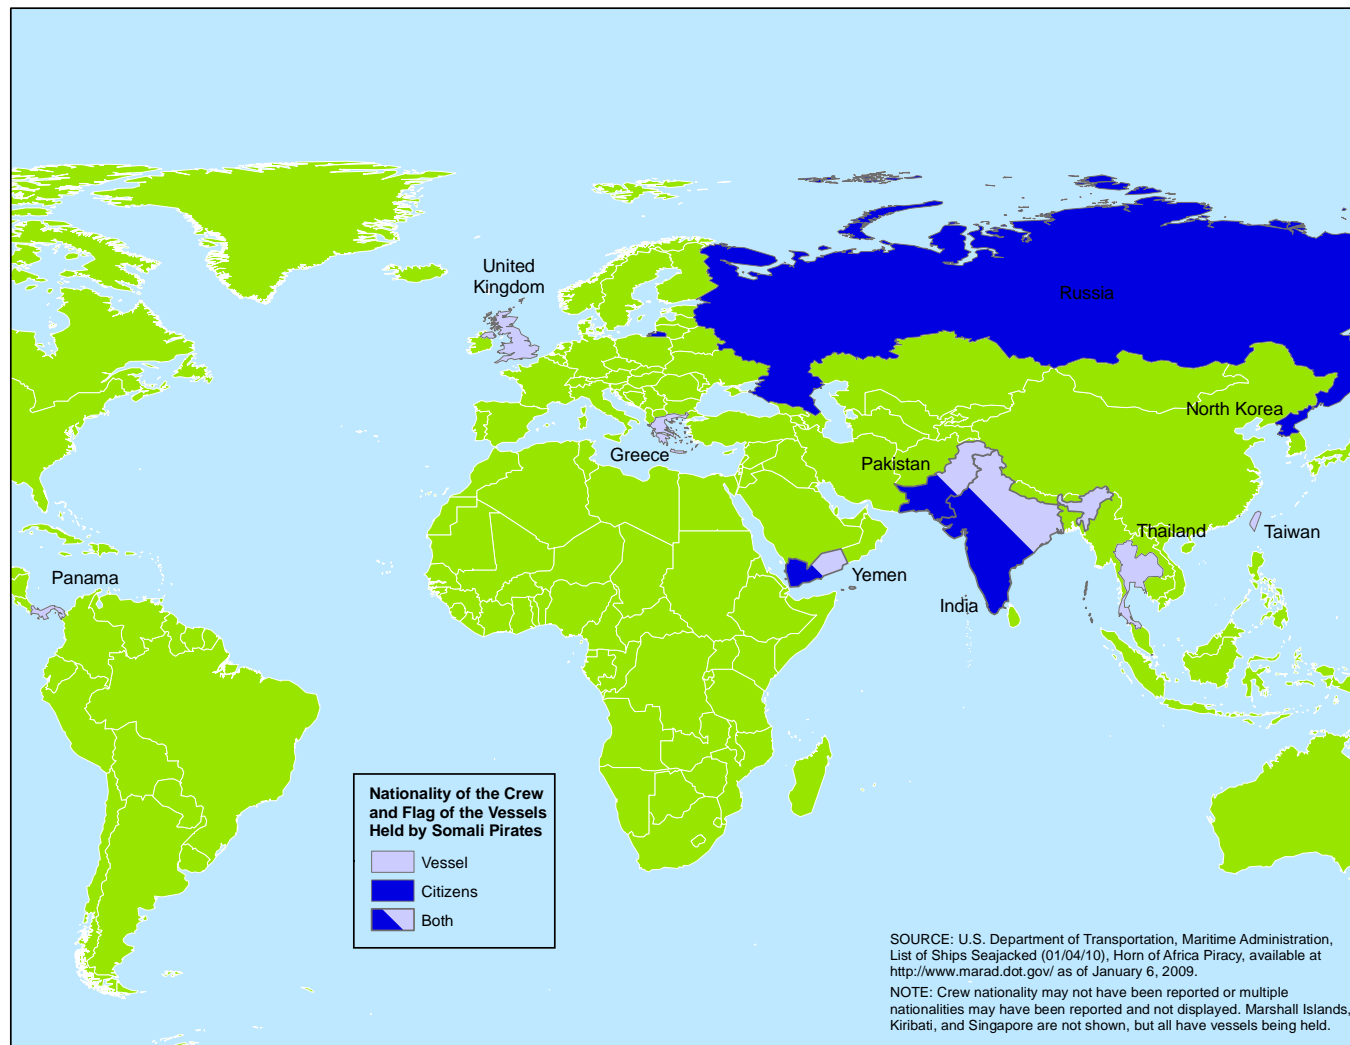 United
Kingdom
Russia
North Korea
Greece
Pakistan
Thailand
Taiwan
Panama
Yemen
India
Nationality of the Crew
and Flag of the Vessels
Held by Somali Pirates
Vessel
Citizens
Both
SOURCE: U.S. Department of Transportation, Maritime Administration,
List of Ships Seajacked (01/04/10), Horn of Africa Piracy, available at
http://www.marad.dot.gov/ as of January 6, 2009.
NOTE: Crew nationality may not have been reported or multiple
nationalities may have been reported and not displayed. Marshall Islands,
Kiribati, and Singapore are not shown, but all have vessels being held.